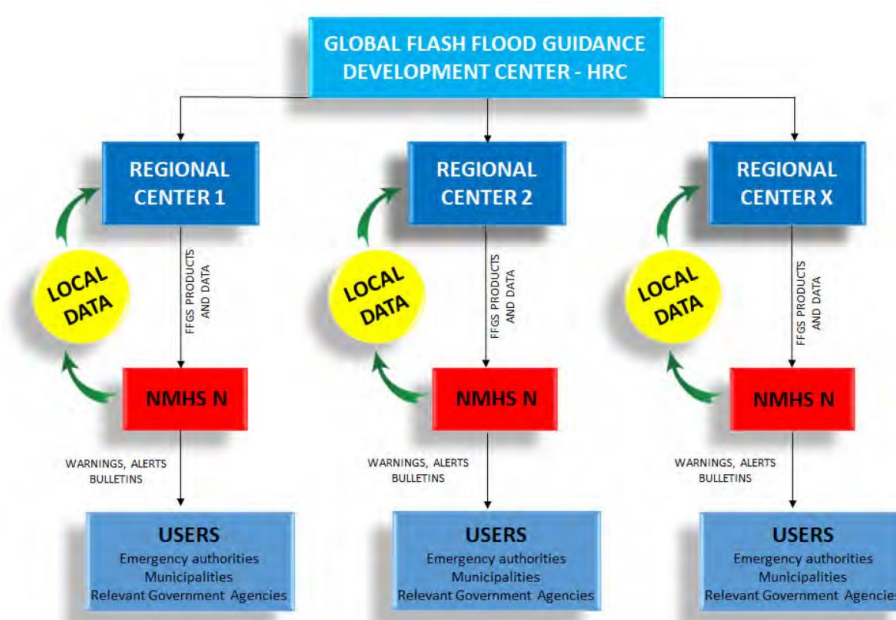 GLOBAL FLASH FLOOD GUIDANCE
DEVELOPMENT CENTER - HRC
REGIONAL
CENTER 1
REGIONAL
CENTER 2
REGIONAL
CENTER X
LOCAL
DATA
FFGS PRODUCTS
AND DATA
LOCAL
DATA
FFGS PRODUCTS
AND DATA
LOCAL
DATA
FFGS PRODUCTS
AND DATA
NMHS N
NMHS N
NMHS N
WARNINGS, ALERTS
BULLETINS
WARNINGS, ALERTS
BULLETINS
WARNINGS, ALERTS
BULLETINS
USERS
Emergency authorities
Municipalities
Relevant Government Agencies
USERS
Emergency authorities
Municipalities
Relevant Government Agencies
USERS
Emergency authorities
Municipalities
Relevant Government Agencies